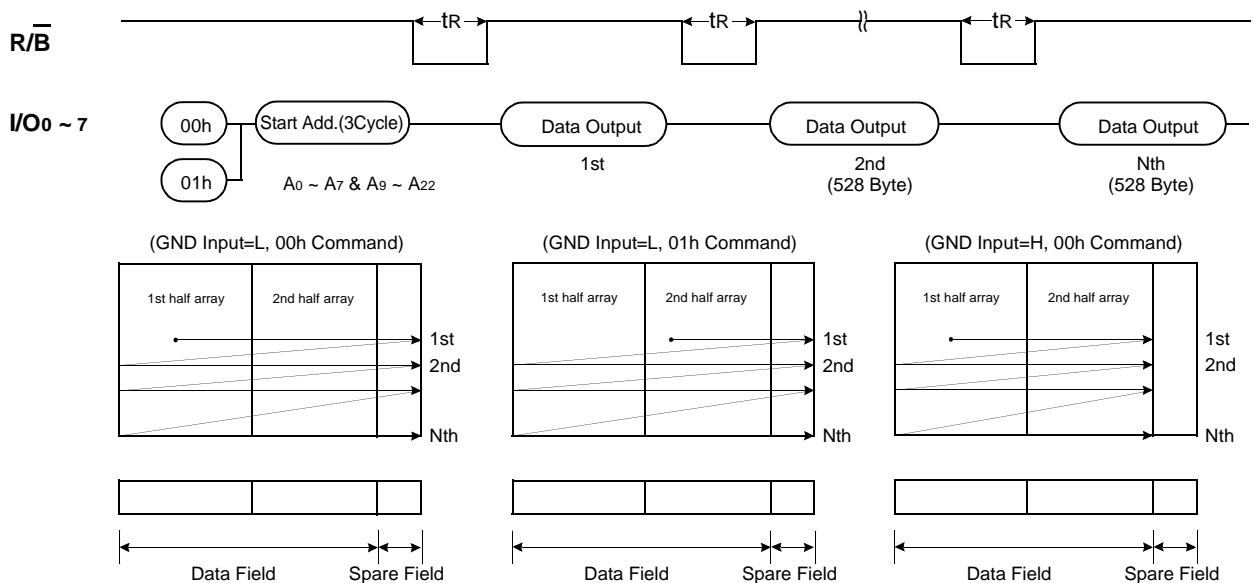 R/B
tR
tR
tR
I/O0 ~ 7
00h
Start Add.(3Cycle)
Data Output
Data Output
Data Output
01h
A0 ~ A7 & A9 ~ A22
1st
2nd
(528 Byte)
Nth
(528 Byte)
(GND Input=L, 00h Command)
1st half array
2nd half array
1st
2nd
Nth
Data Field
Spare Field
(GND Input=L, 01h Command)
1st half array
2nd half array
1st
2nd
Nth
Data Field
Spare Field
(GND Input=H, 00h Command)
1st half array
2nd half array
1st
2nd
Nth
Data Field
Spare Field